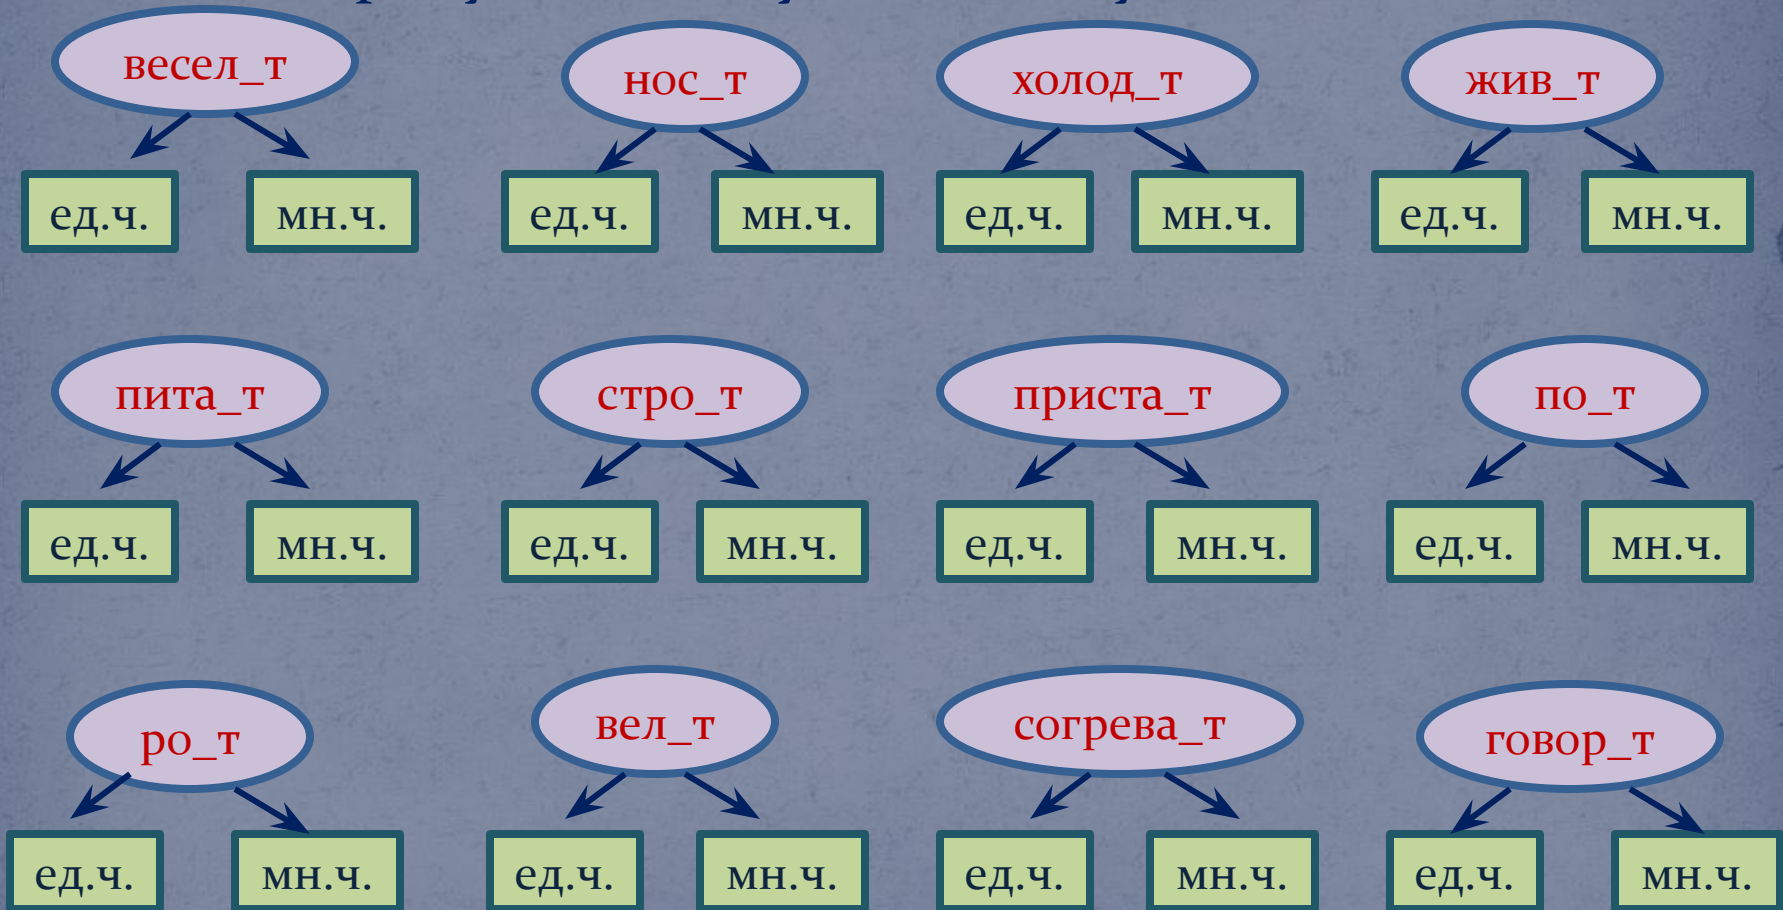 весел_т нос_т холод_т жив_т
ед.ч. мн.ч. ед.ч. мн.ч. ед.ч. мн.ч. ед.ч. мн.ч.
пита_т стро_т приста_т по_т
ед.ч. мн.ч. ед.ч. мн.ч. ед.ч. мн.ч. ед.ч. мн.ч.
ро_т вел_т согрева_т говор_т
ед.ч. мн.ч. ед.ч. мн.ч. ед.ч. мн.ч. ед.ч. мн.ч.